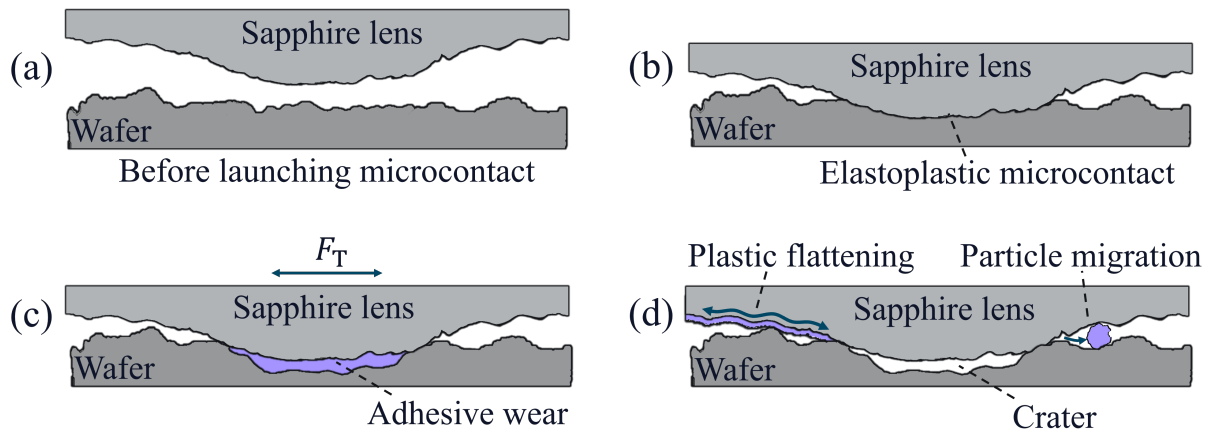 (a)
Sapphire lens
Wafer
Before launching microcontact
(b)
Sapphire lens
Wafer
Elastoplastic microcontact
F_T
(c)
Sapphire lens
Wafer
Adhesive wear
Plastic flattening
Particle migration
(d)
Sapphire lens
Wafer
Crater